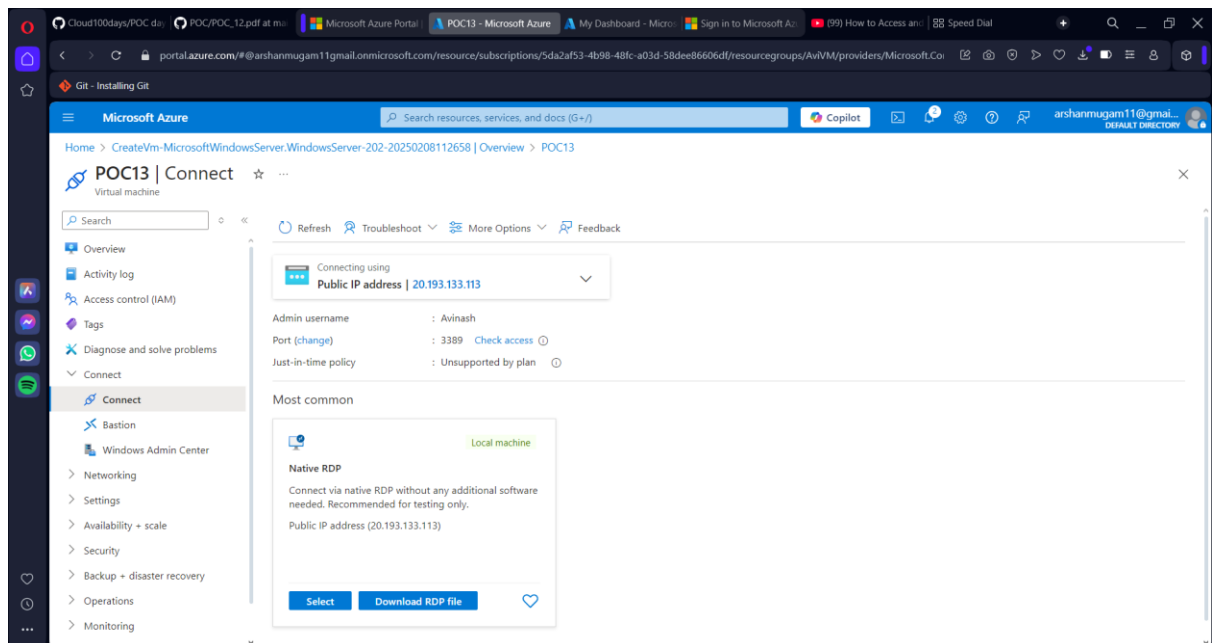 Cloud100days/POC day
POC/POC_12.pdf at ma
Microsoft Azure Portal
POC13 - Microsoft Azure
My Dashboard - Micros
Sign in to Microsoft Az
(99) How to Access and
Speed Dial
portal.azure.com/#@arshanmugam11gmail.onmicrosoft.com/resource/subscriptions/5da2af53-4b98-48fc-a03d-58dee86606df/resourcegroups/AviVM/providers/Microsoft.Co
Git - Installing Git
Microsoft Azure
Search resources, services, and docs (G+/)
Copilot
2
arshanmugam11@gmai...
DEFAULT DIRECTORY
Home > CreateVm-MicrosoftWindowsServer.WindowsServer-202-20250208112658 | Overview > POC13
POC13 | Connect
Virtual machine
Search
Refresh
Troubleshoot
More Options
Feedback
Overview
Activity log
Access control (IAM)
Tags
Diagnose and solve problems
Connect
Connect
Bastion
Windows Admin Center
Networking
Settings
Availability + scale
Security
Backup + disaster recovery
Operations
Monitoring
Connecting using
Public IP address | 20.193.133.113
Admin username : Avinash
Port (change) : 3389 Check access
Just-in-time policy : Unsupported by plan
Most common
Local machine
Native RDP
Connect via native RDP without any additional software
needed. Recommended for testing only.
Public IP address (20.193.133.113)
Select
Download RDP file